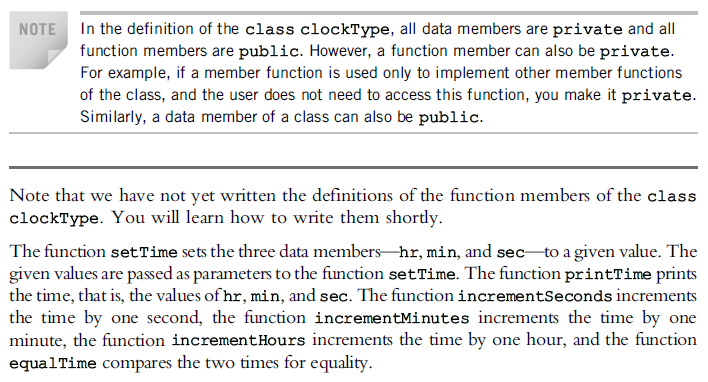 NOTE
In the definition of the class clockType, all data members are private and all
function members are public. However, a function member can also be private.
For example, if a member function is used only to implement other member functions
of the class, and the user does not need to access this function, you make it private.
Similarly, a data member of a class can also be public.
Note that we have not yet written the definitions of the function members of the class
clockType. You will learn how to write them shortly.
The function setTime sets the three data members—hr, min, and sec—to a given value. The
given values are passed as parameters to the function setTime. The function printTime prints
the time, that is, the values of hr, min, and sec. The function incrementSeconds increments
the time by one second, the function incrementMinutes increments the time by one
minute, the function incrementHours increments the time by one hour, and the function
equalTime compares the two times for equality.